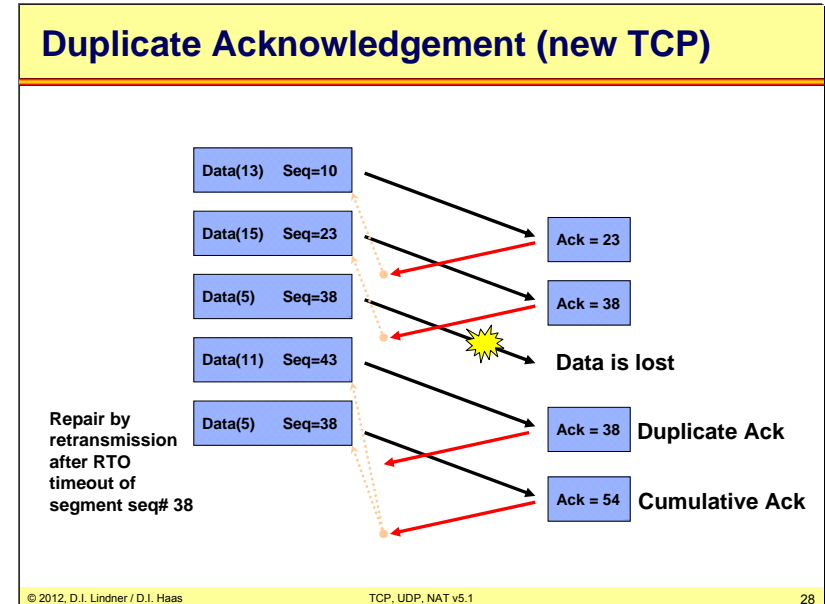 Duplicate Acknowledgement (new TCP)
Data(13) Seq=10
Data(15) Seq=23
Ack = 23
Data(5) Seq=38
Ack = 38
Data(11) Seq=43
Data is lost
Data(5) Seq=38
Ack = 38 Duplicate Ack
Repair by
retransmission
after RTO
timeout of
segment seq# 38
Ack = 54 Cumulative Ack
© 2012, D.I. Lindner / D.I. Haas
TCP, UDP, NAT v5.1
28